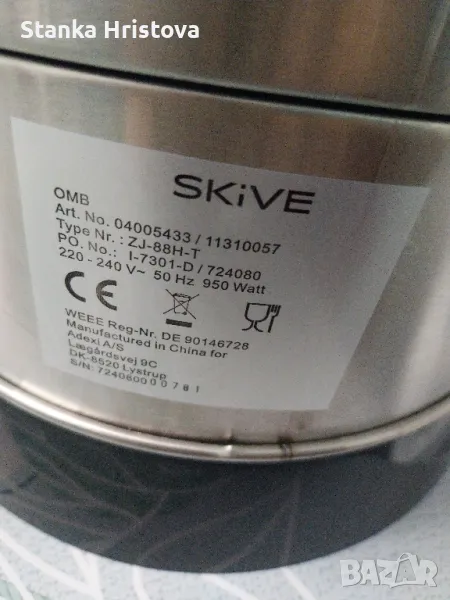 Stanka Hristova
SKiVE
OMB
Art. No. 04005433 / 11310057
Type Nr. : ZJ-88H-T
PO. No.: I-7301-D / 724080
220 - 240 V~ 50 Hz 950 Watt
CE
WEEE Reg-Nr. DE 90146728
Manufactured in China for
Adexi A/S
Lægårdsvej 9C
DK-8520 Lystrup
S/N: 724080000781
BAZAR